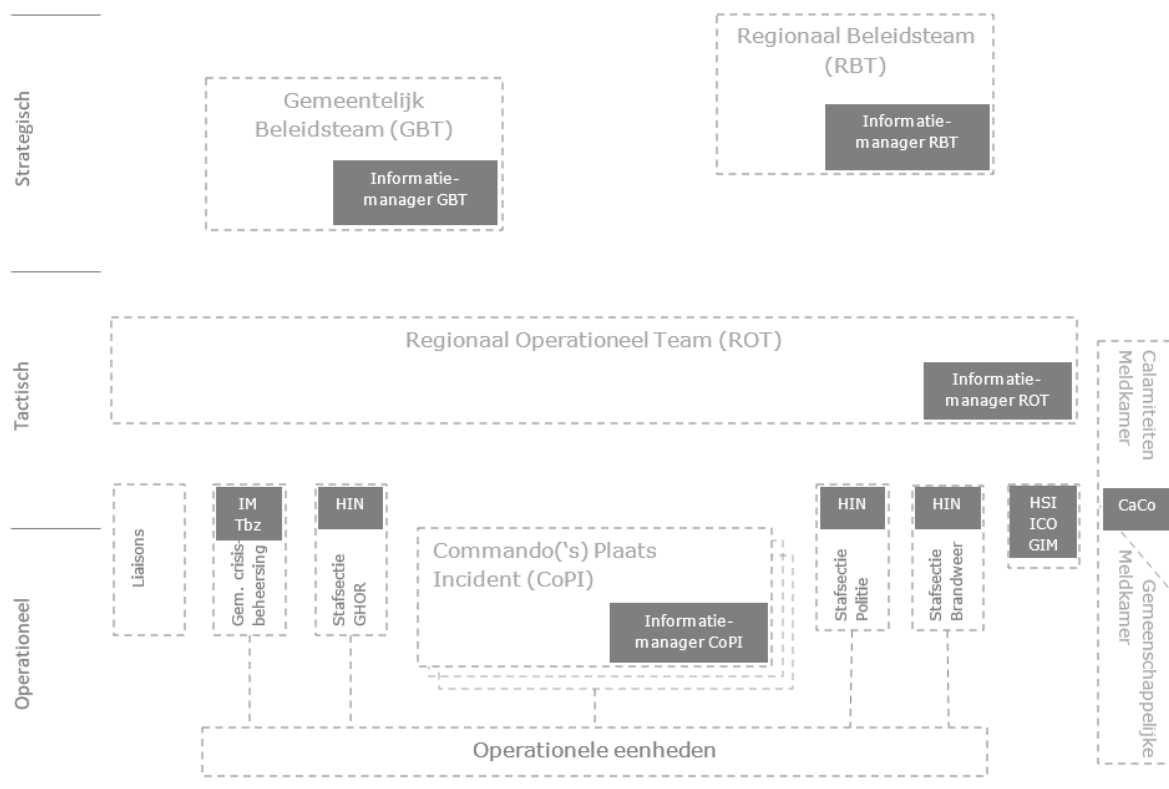 Strategisch
Gemeentelijk
Beleidsteam (GBT)
Informatie-
manager GBT
Regionaal Beleidsteam
(RBT)
Informatie-
manager RBT
Tactisch
Regionaal Operationeel Team (ROT)
Informatie-
manager ROT
Calamiteiten
Meldkamer
Operationeel
Liaisons
IM
Tbz
Gem. crisis-
beheersing
HIN
Stafsectie
GHOR
Commando(‘s) Plaats
Incident (CoPI)
Informatie-
manager CoPI
HIN
Stafsectie
Politie
HIN
Stafsectie
Brandweer
HSI
ICO
GIM
CaCo
Gemeenschappelijke
Meldkamer
Operationele eenheden